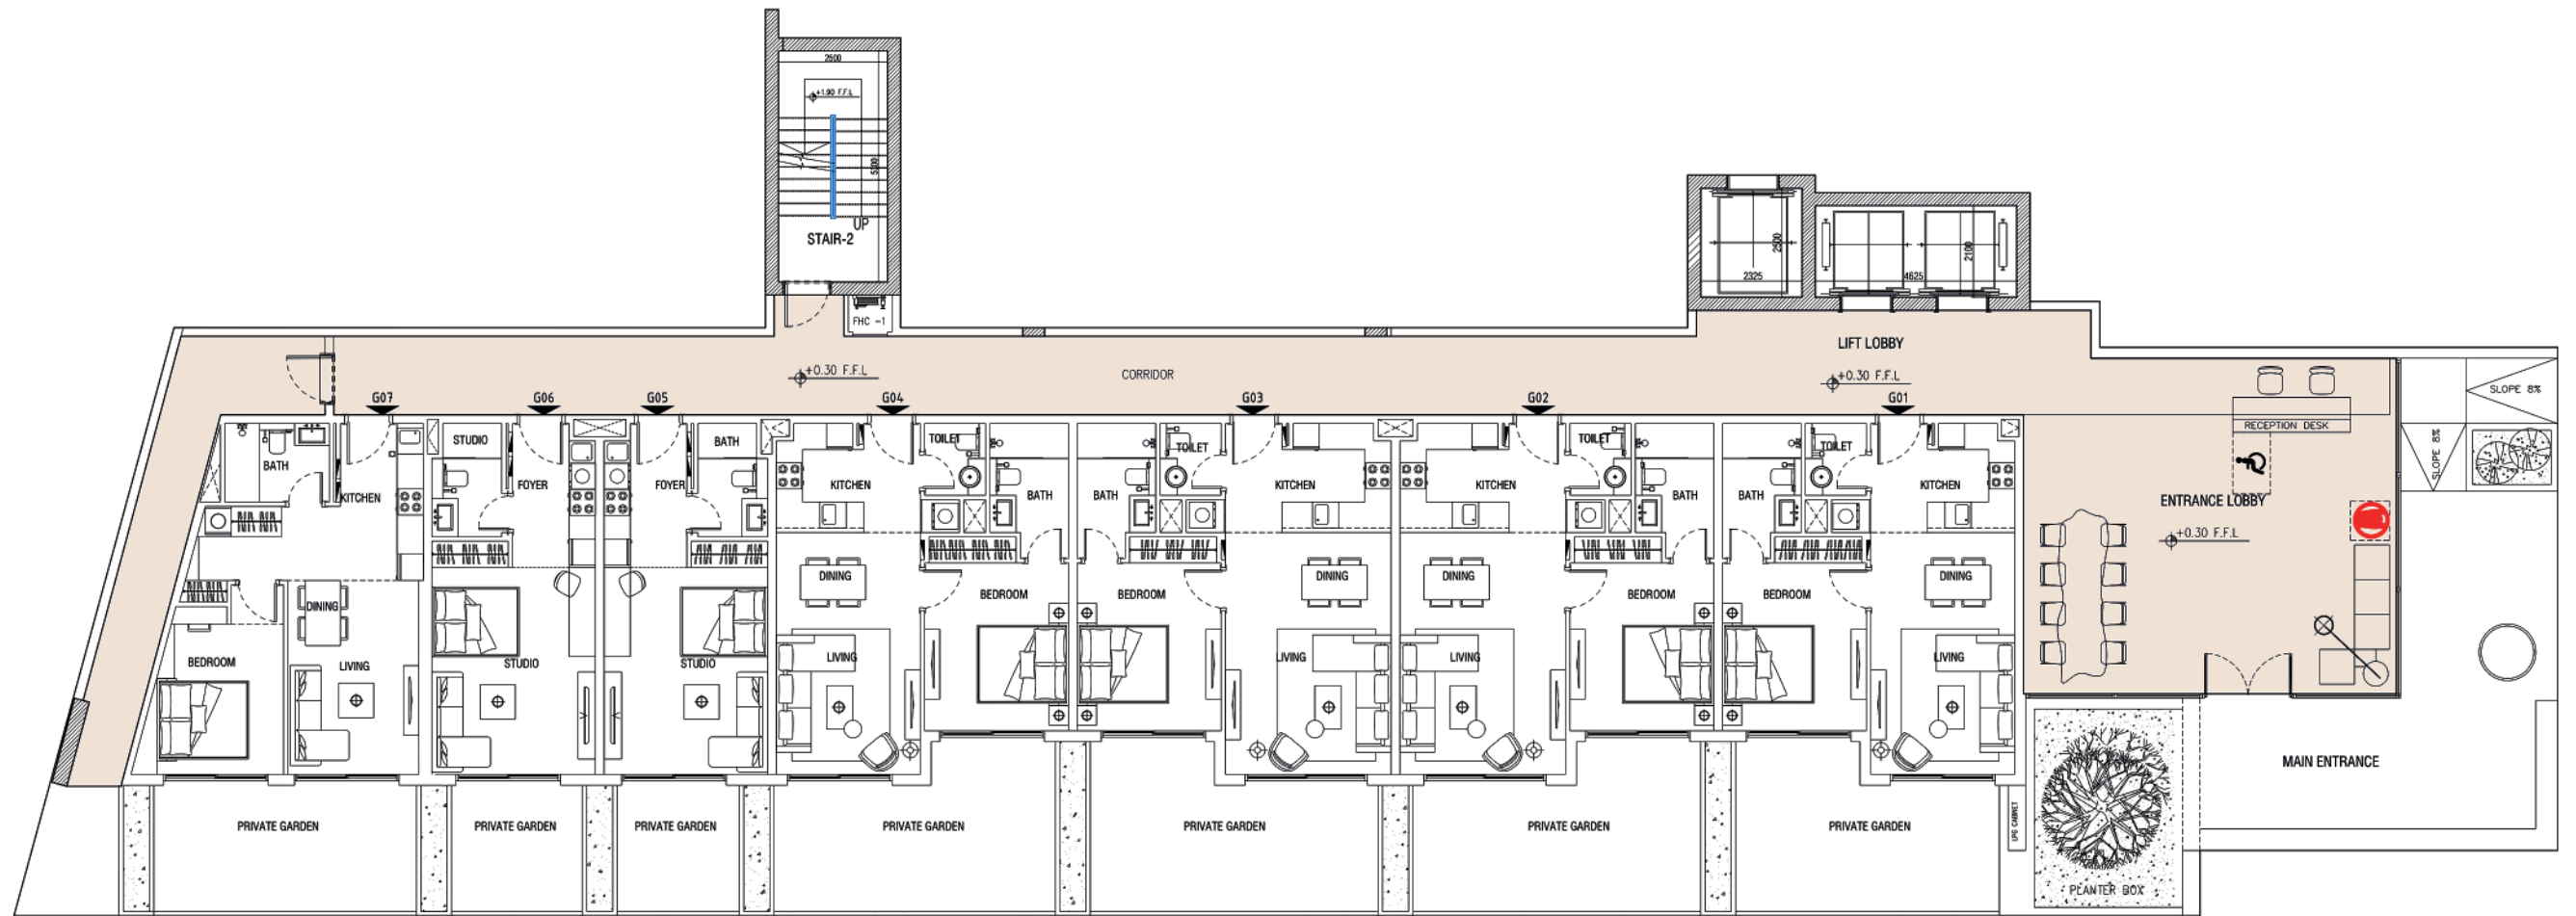 2500
+1.90 F.F.L
5300
UP
STAIR-2
FHC -1
2500
2325
2100
4625
LIFT LOBBY
+0.30 F.F.L
CORRIDOR
+0.30 F.F.L
SLOPE 8%
SLOPE 8%
G07
G06
G05
G04
G03
G02
G01
RECEPTION DESK
ENTRANCE LOBBY
+0.30 F.F.L
BATH
KITCHEN
DINING
BEDROOM
LIVING
STUDIO
FOYER
STUDIO
BATH
FOYER
STUDIO
TOILET
KITCHEN
BATH
DINING
BEDROOM
LIVING
TOILET
BATH
KITCHEN
DINING
BEDROOM
LIVING
TOILET
KITCHEN
BATH
DINING
BEDROOM
LIVING
TOILET
BATH
KITCHEN
DINING
BEDROOM
LIVING
MAIN ENTRANCE
PRIVATE GARDEN
PRIVATE GARDEN
PRIVATE GARDEN
PRIVATE GARDEN
PRIVATE GARDEN
PRIVATE GARDEN
PRIVATE GARDEN
LPG CABINET
PLANTER BOX